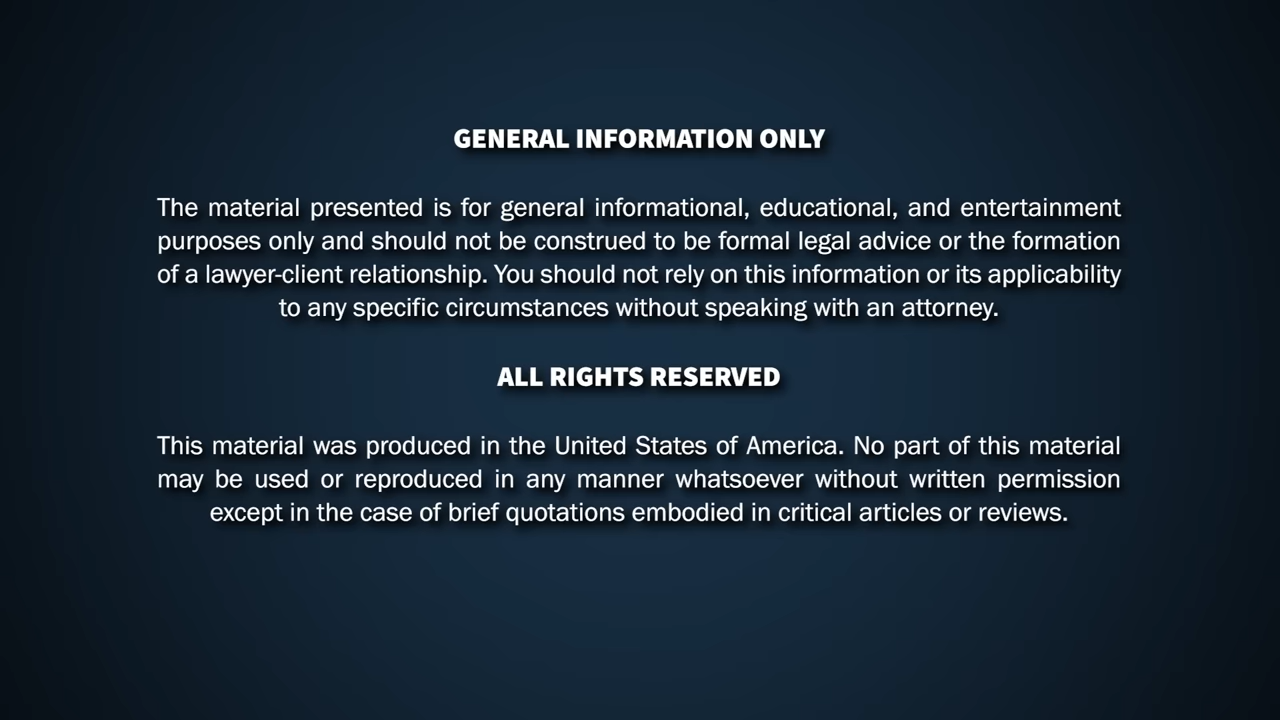 GENERAL INFORMATION ONLY
The material presented is for general informational, educational, and entertainment
purposes only and should not be construed to be formal legal advice or the formation
of a lawyer-client relationship. You should not rely on this information or its applicability
to any specific circumstances without speaking with an attorney.
ALL RIGHTS RESERVED
This material was produced in the United States of America. No part of this material
may be used or reproduced in any manner whatsoever without written permission
except in the case of brief quotations embodied in critical articles or reviews.